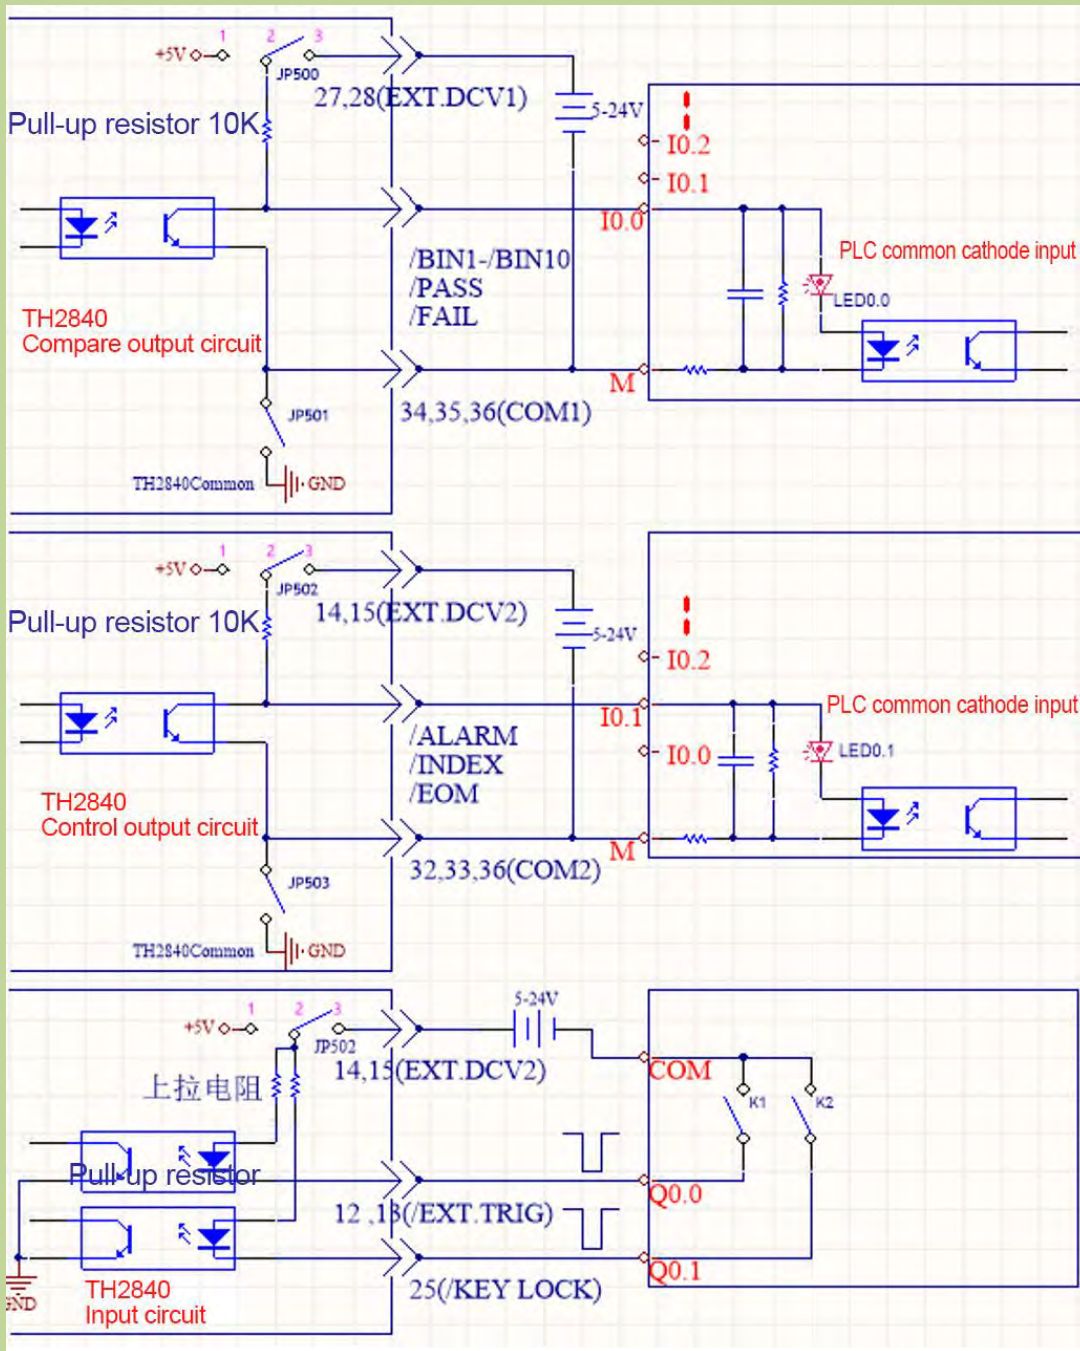 1 2 3
+5V
JP500
27,28(EXT.DCV1)
5-24V
Pull-up resistor 10K
I0.2
I0.1
I0.0
PLC common cathode input
/BIN1-/BIN10
/PASS
/FAIL
LED0.0
TH2840
Compare output circuit
M
JP501
34,35,36(COM1)
TH2840Common
GND
1 2 3
+5V
JP502
14,15(EXT.DCV2)
5-24V
Pull-up resistor 10K
I0.2
I0.1
I0.0
PLC common cathode input
/ALARM
/INDEX
/EOM
LED0.1
TH2840
Control output circuit
M
JP503
32,33,36(COM2)
TH2840Common
GND
5-24V
1 2 3
+5V
JP502
14,15(EXT.DCV2)
COM
上拉电阻
K1
K2
Pull-up resistor
Q0.0
12 ,13(/EXT.TRIG)
Q0.1
25(/KEY LOCK)
TH2840
Input circuit
GND